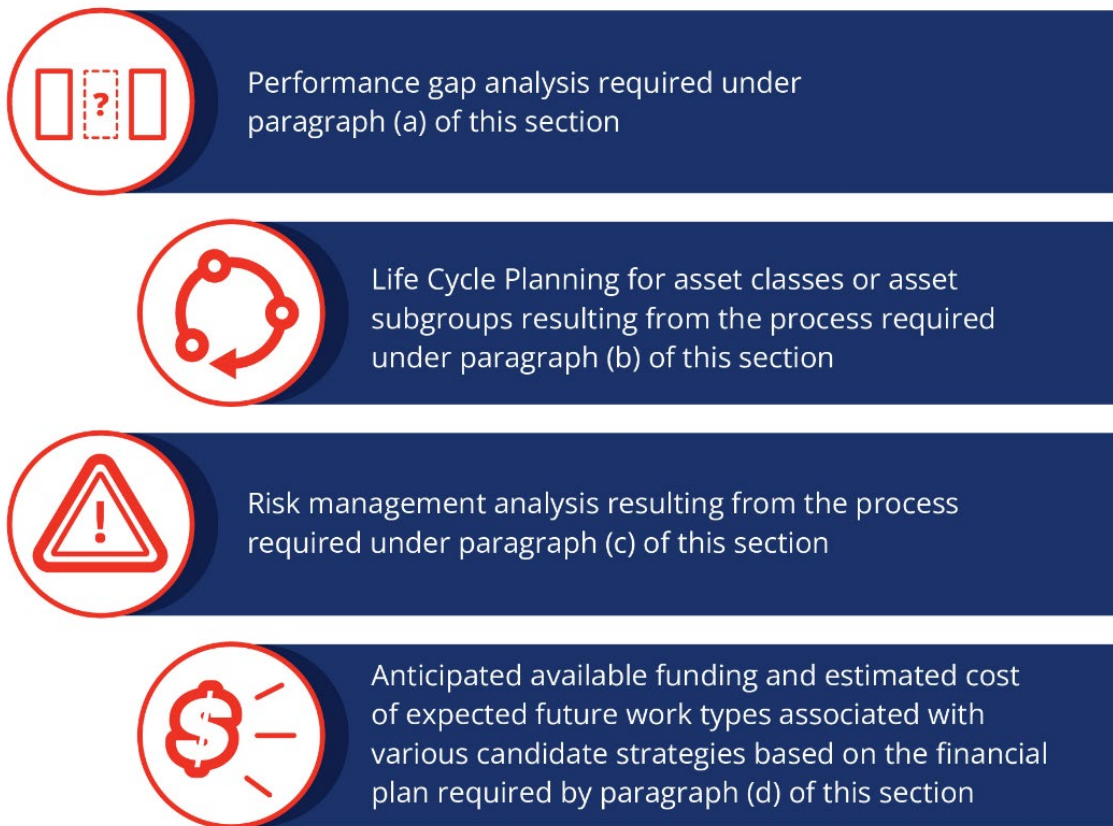 ?
Performance gap analysis required under
paragraph (a) of this section
Life Cycle Planning for asset classes or asset
subgroups resulting from the process required
under paragraph (b) of this section
!
Risk management analysis resulting from the process
required under paragraph (c) of this section
$
Anticipated available funding and estimated cost
of expected future work types associated with
various candidate strategies based on the financial
plan required by paragraph (d) of this section